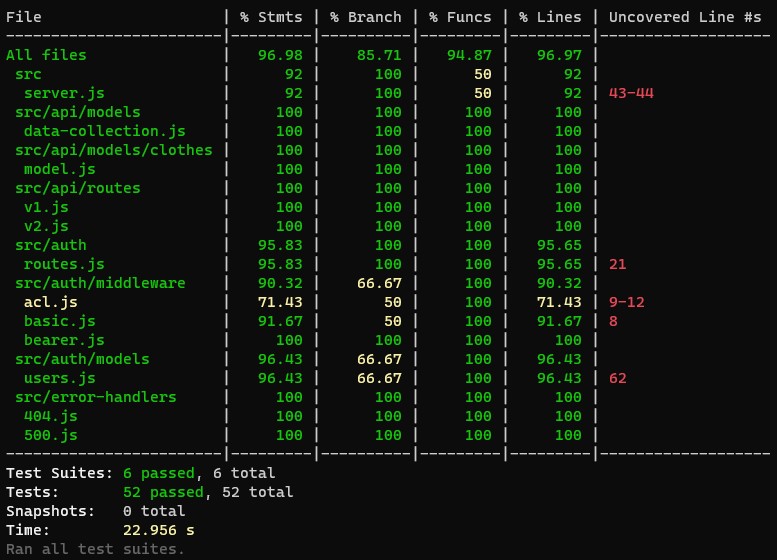 File                    | % Stmts | % Branch | % Funcs | % Lines | Uncovered Line #s
------------------------|---------|----------|---------|---------|-------------------
All files               |   96.98 |    85.71 |   94.87 |   96.97 |
 src                    |      92 |      100 |      50 |      92 |
  server.js             |      92 |      100 |      50 |      92 | 43-44
 src/api/models         |     100 |      100 |     100 |     100 |
  data-collection.js    |     100 |      100 |     100 |     100 |
 src/api/models/clothes |     100 |      100 |     100 |     100 |
  model.js              |     100 |      100 |     100 |     100 |
 src/api/routes         |     100 |      100 |     100 |     100 |
  v1.js                 |     100 |      100 |     100 |     100 |
  v2.js                 |     100 |      100 |     100 |     100 |
 src/auth               |   95.83 |      100 |     100 |   95.65 |
  routes.js             |   95.83 |      100 |     100 |   95.65 | 21
 src/auth/middleware    |   90.32 |    66.67 |     100 |   90.32 |
  acl.js                |   71.43 |       50 |     100 |   71.43 | 9-12
  basic.js              |   91.67 |       50 |     100 |   91.67 | 8
  bearer.js             |     100 |      100 |     100 |     100 |
 src/auth/models        |   96.43 |    66.67 |     100 |   96.43 |
  users.js              |   96.43 |    66.67 |     100 |   96.43 | 62
 src/error-handlers     |     100 |      100 |     100 |     100 |
  404.js                |     100 |      100 |     100 |     100 |
  500.js                |     100 |      100 |     100 |     100 |
------------------------|---------|----------|---------|---------|-------------------
Test Suites: 6 passed, 6 total
Tests:       52 passed, 52 total
Snapshots:   0 total
Time:        22.956 s
Ran all test suites.